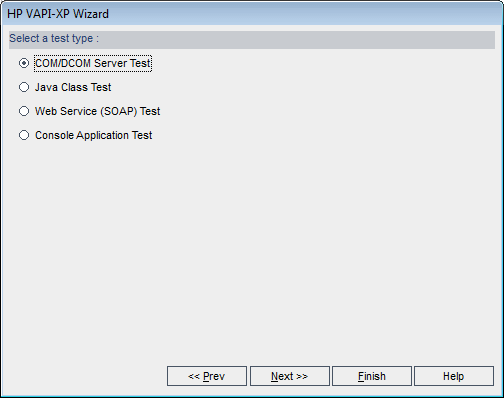 HP VAPI-XP Wizard
Select a test type :
COM/DCOM Server Test
Java Class Test
Web Service (SOAP) Test
Console Application Test
<< Prev Next >> Finish Help